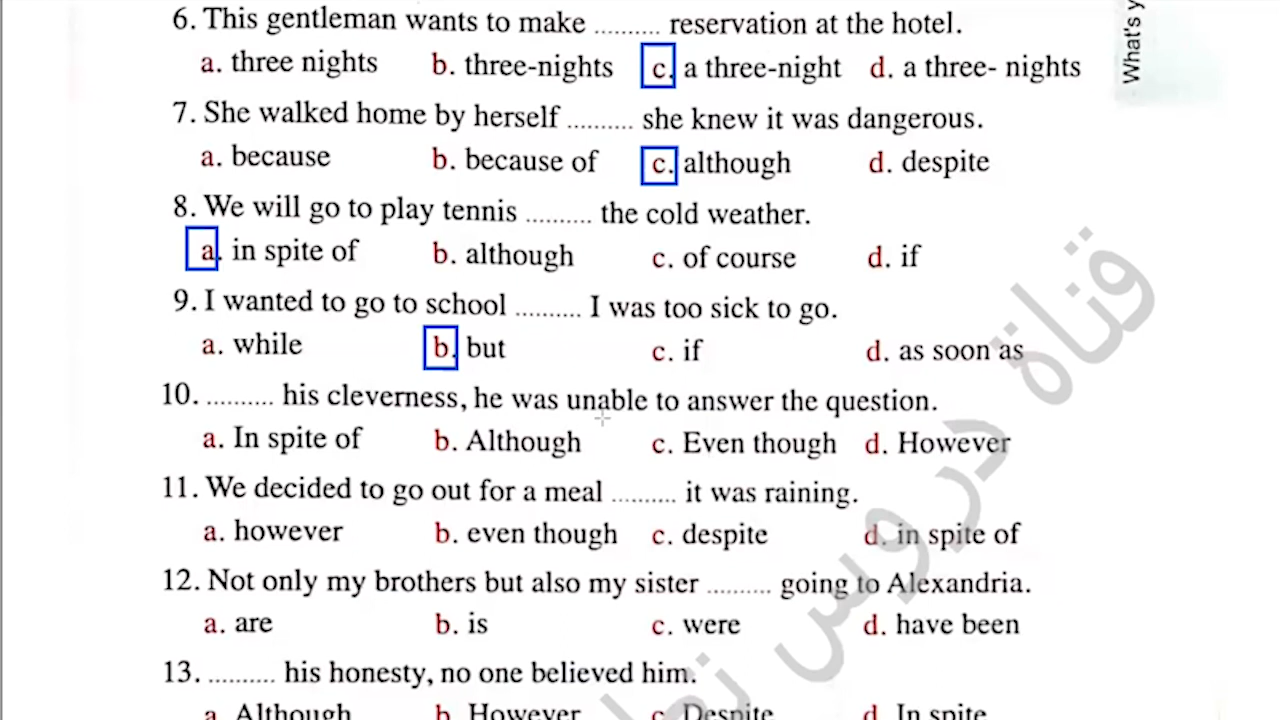 6. This gentleman wants to make .......... reservation at the hotel.
a. three nights b. three-nights c. a three-night d. a three- nights
7. She walked home by herself .......... she knew it was dangerous.
a. because b. because of c. although d. despite
8. We will go to play tennis .......... the cold weather.
a. in spite of b. although c. of course d. if
9. I wanted to go to school .......... I was too sick to go.
a. while b. but c. if d. as soon as
10. .......... his cleverness, he was unable to answer the question.
a. In spite of b. Although c. Even though d. However
11. We decided to go out for a meal .......... it was raining.
a. however b. even though c. despite d. in spite of
12. Not only my brothers but also my sister .......... going to Alexandria.
a. are b. is c. were d. have been
13. .......... his honesty, no one believed him.
a. Although b. However c. Despite d. In spite
What's
قناة دروس